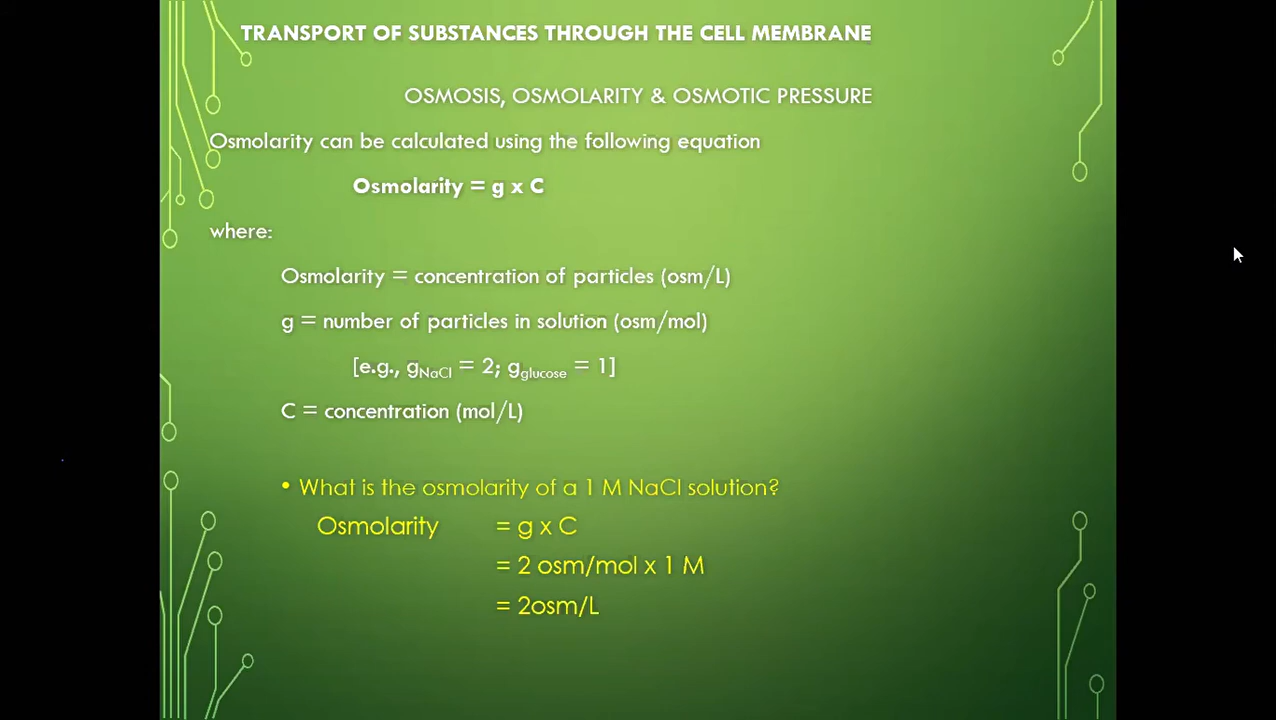 TRANSPORT OF SUBSTANCES THROUGH THE CELL MEMBRANE
OSMOSIS, OSMOLARITY & OSMOTIC PRESSURE
Osmolarity can be calculated using the following equation
Osmolarity = g x C
where:
Osmolarity = concentration of particles (osm/L)
g = number of particles in solution (osm/mol)
[e.g., gNaCl = 2; gglucose = 1]
C = concentration (mol/L)
• What is the osmolarity of a 1 M NaCl solution?
Osmolarity = g x C
= 2 osm/mol x 1 M
= 2osm/L